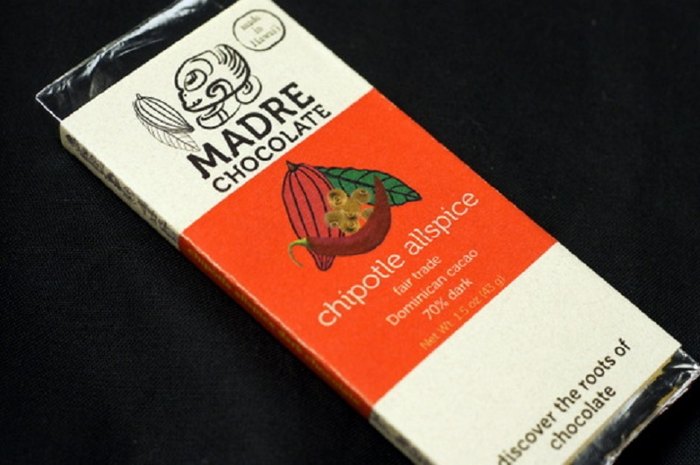 made
in
Hawai'i
MADRE
CHOCOLATE
chipotle allspice
fair trade
Dominican cacao
70% dark
Net Wt. 1.5 oz (43 g)
discover the roots of
chocolate